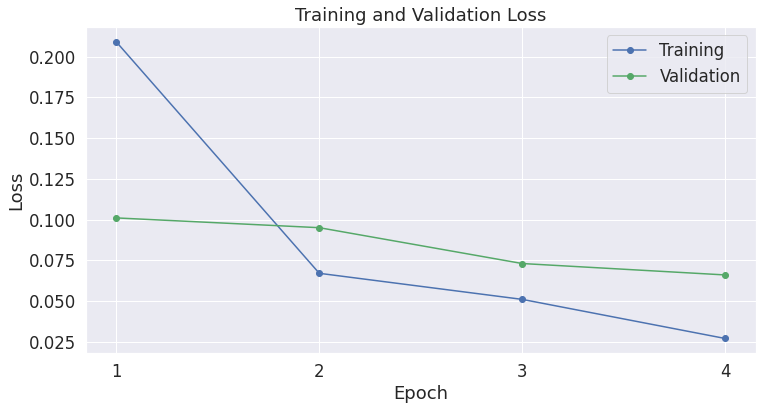 Training and Validation Loss
Training
Validation
Loss
0.200
0.175
0.150
0.125
0.100
0.075
0.050
0.025
1 2 3 4
Epoch